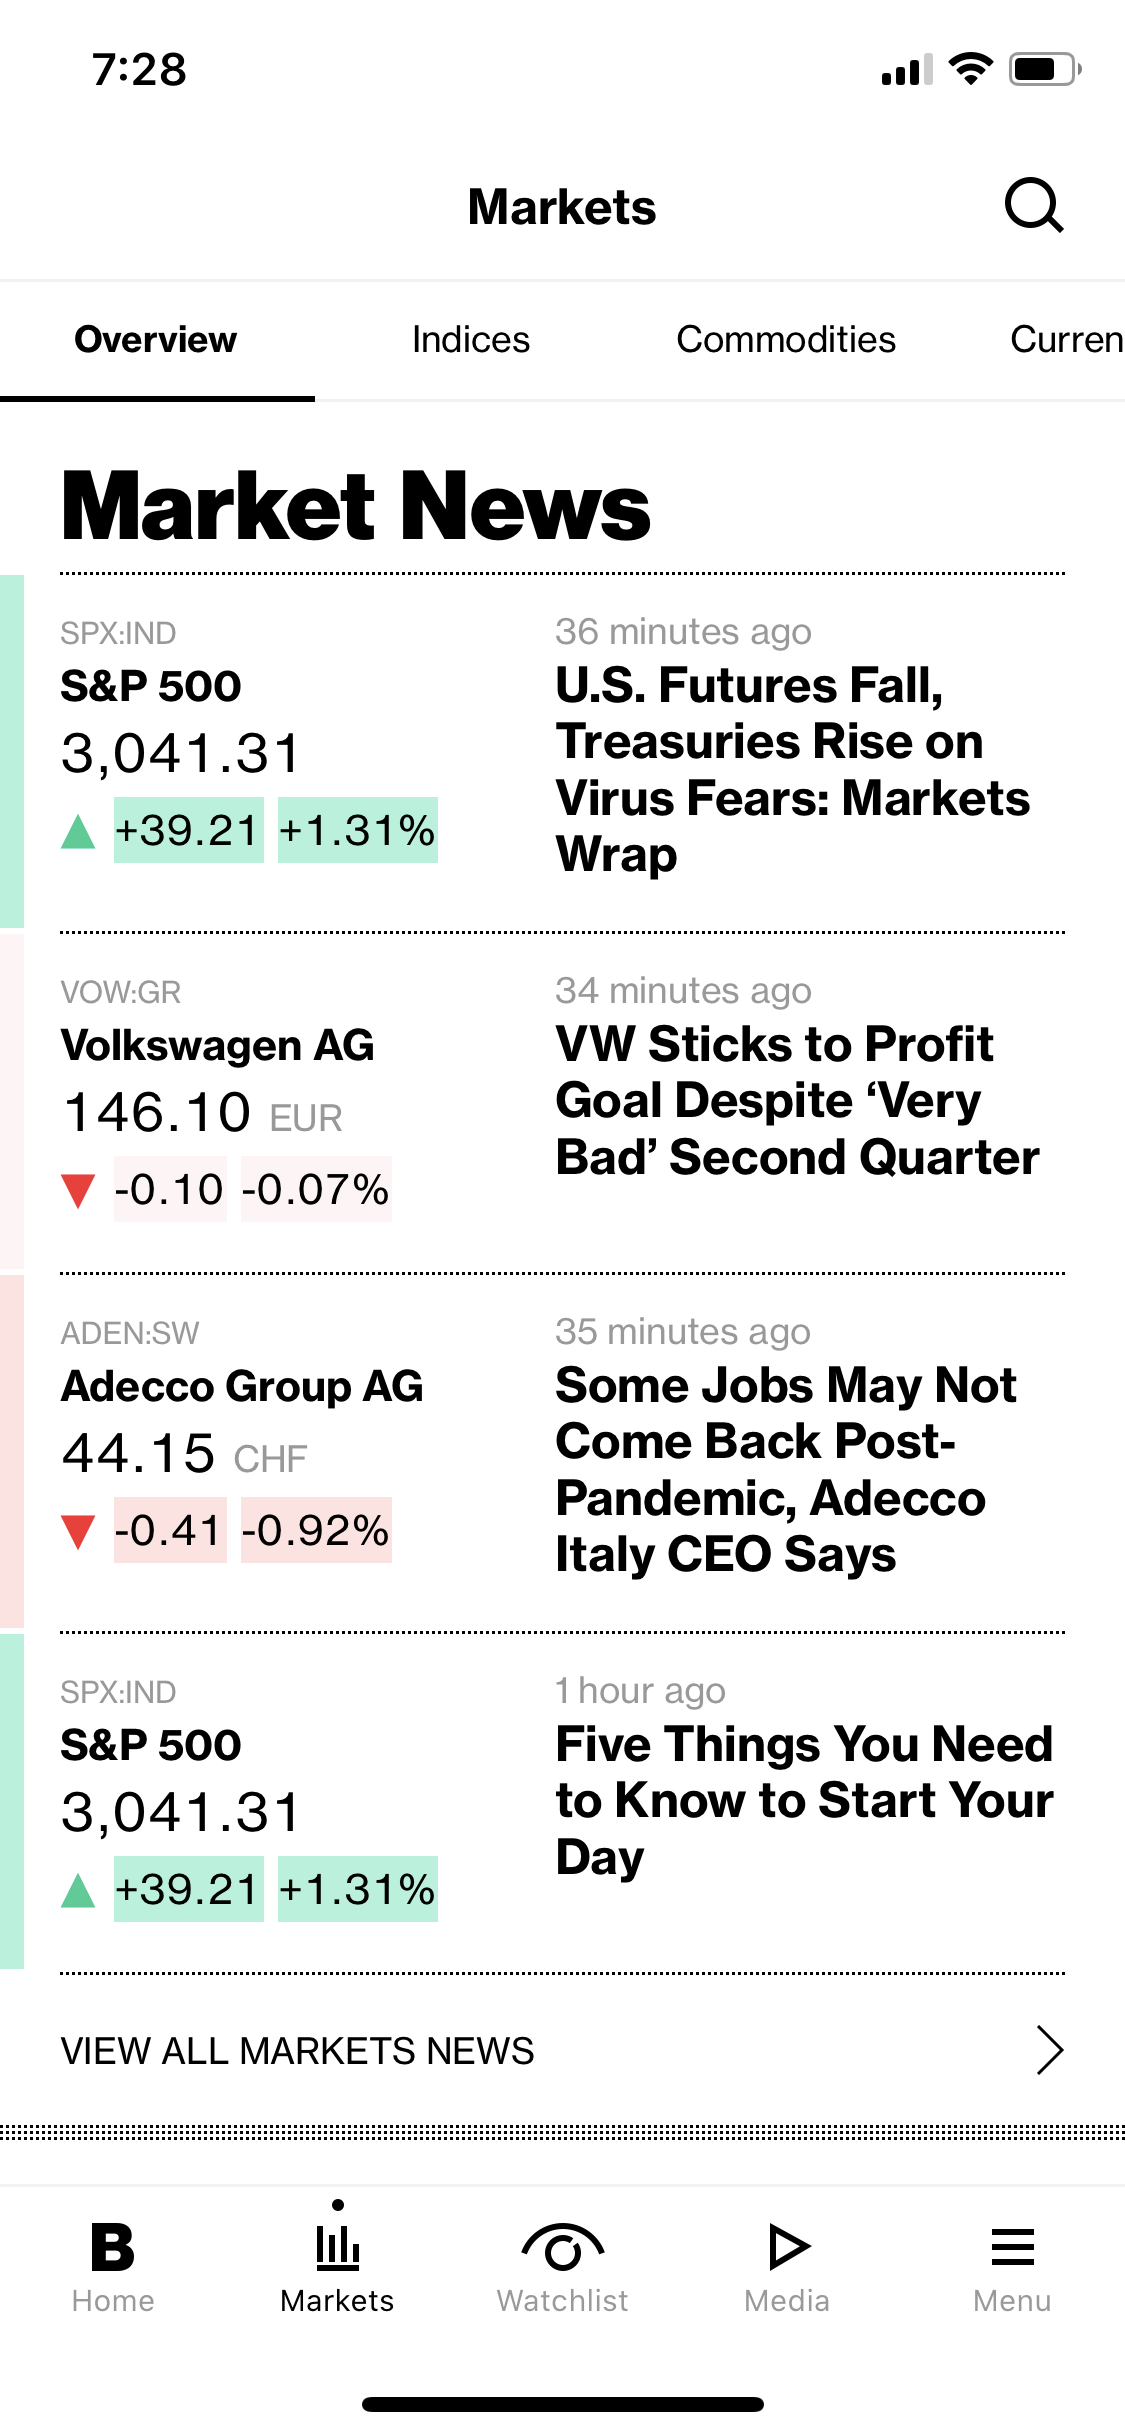 7:28
Markets
Overview Indices Commodities Curren
Market News
SPX:IND
S&P 500
3,041.31
+39.21 +1.31%
36 minutes ago
U.S. Futures Fall,
Treasuries Rise on
Virus Fears: Markets
Wrap
VOW:GR
Volkswagen AG
146.10 EUR
-0.10 -0.07%
34 minutes ago
VW Sticks to Profit
Goal Despite ‘Very
Bad’ Second Quarter
ADEN:SW
Adecco Group AG
44.15 CHF
-0.41 -0.92%
35 minutes ago
Some Jobs May Not
Come Back Post-
Pandemic, Adecco
Italy CEO Says
SPX:IND
S&P 500
3,041.31
+39.21 +1.31%
1 hour ago
Five Things You Need
to Know to Start Your
Day
VIEW ALL MARKETS NEWS
B
Home Markets Watchlist Media Menu